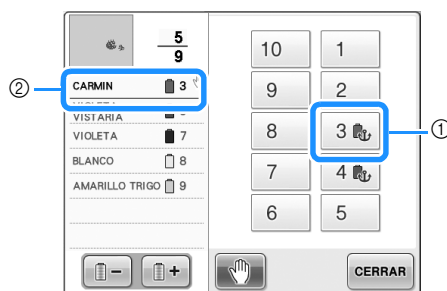 5
9
② CARMIN 3
VISTARIA
VIOLETA 7
BLANCO 8
AMARILLO TRIGO 9
− +
10 1
9 2
8 3 ①
7 4
6 5
CERRAR